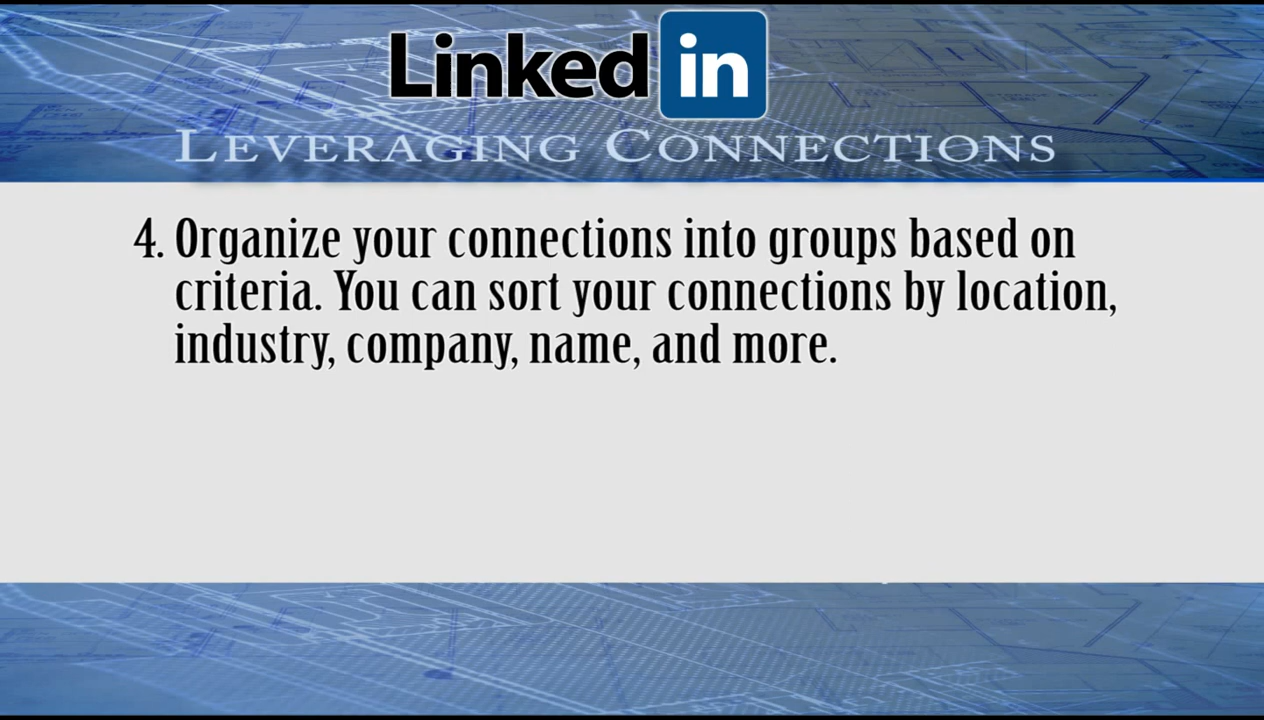 Linked in
LEVERAGING CONNECTIONS
4. Organize your connections into groups based on
criteria. You can sort your connections by location,
industry, company, name, and more.